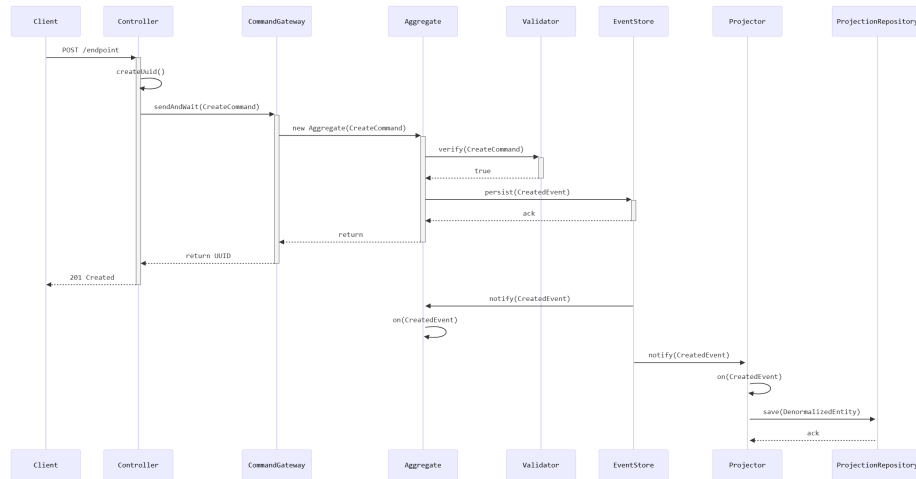 Client
Controller
CommandGateway
Aggregate
Validator
EventStore
Projector
ProjectionRepository
POST /endpoint
createUuid()
sendAndWait(CreateCommand)
new Aggregate(CreateCommand)
verify(CreateCommand)
true
persist(CreatedEvent)
ack
return
return UUID
201 Created
notify(CreatedEvent)
on(CreatedEvent)
notify(CreatedEvent)
on(CreatedEvent)
save(DenormalizedEntity)
ack
Client
Controller
CommandGateway
Aggregate
Validator
EventStore
Projector
ProjectionRepository